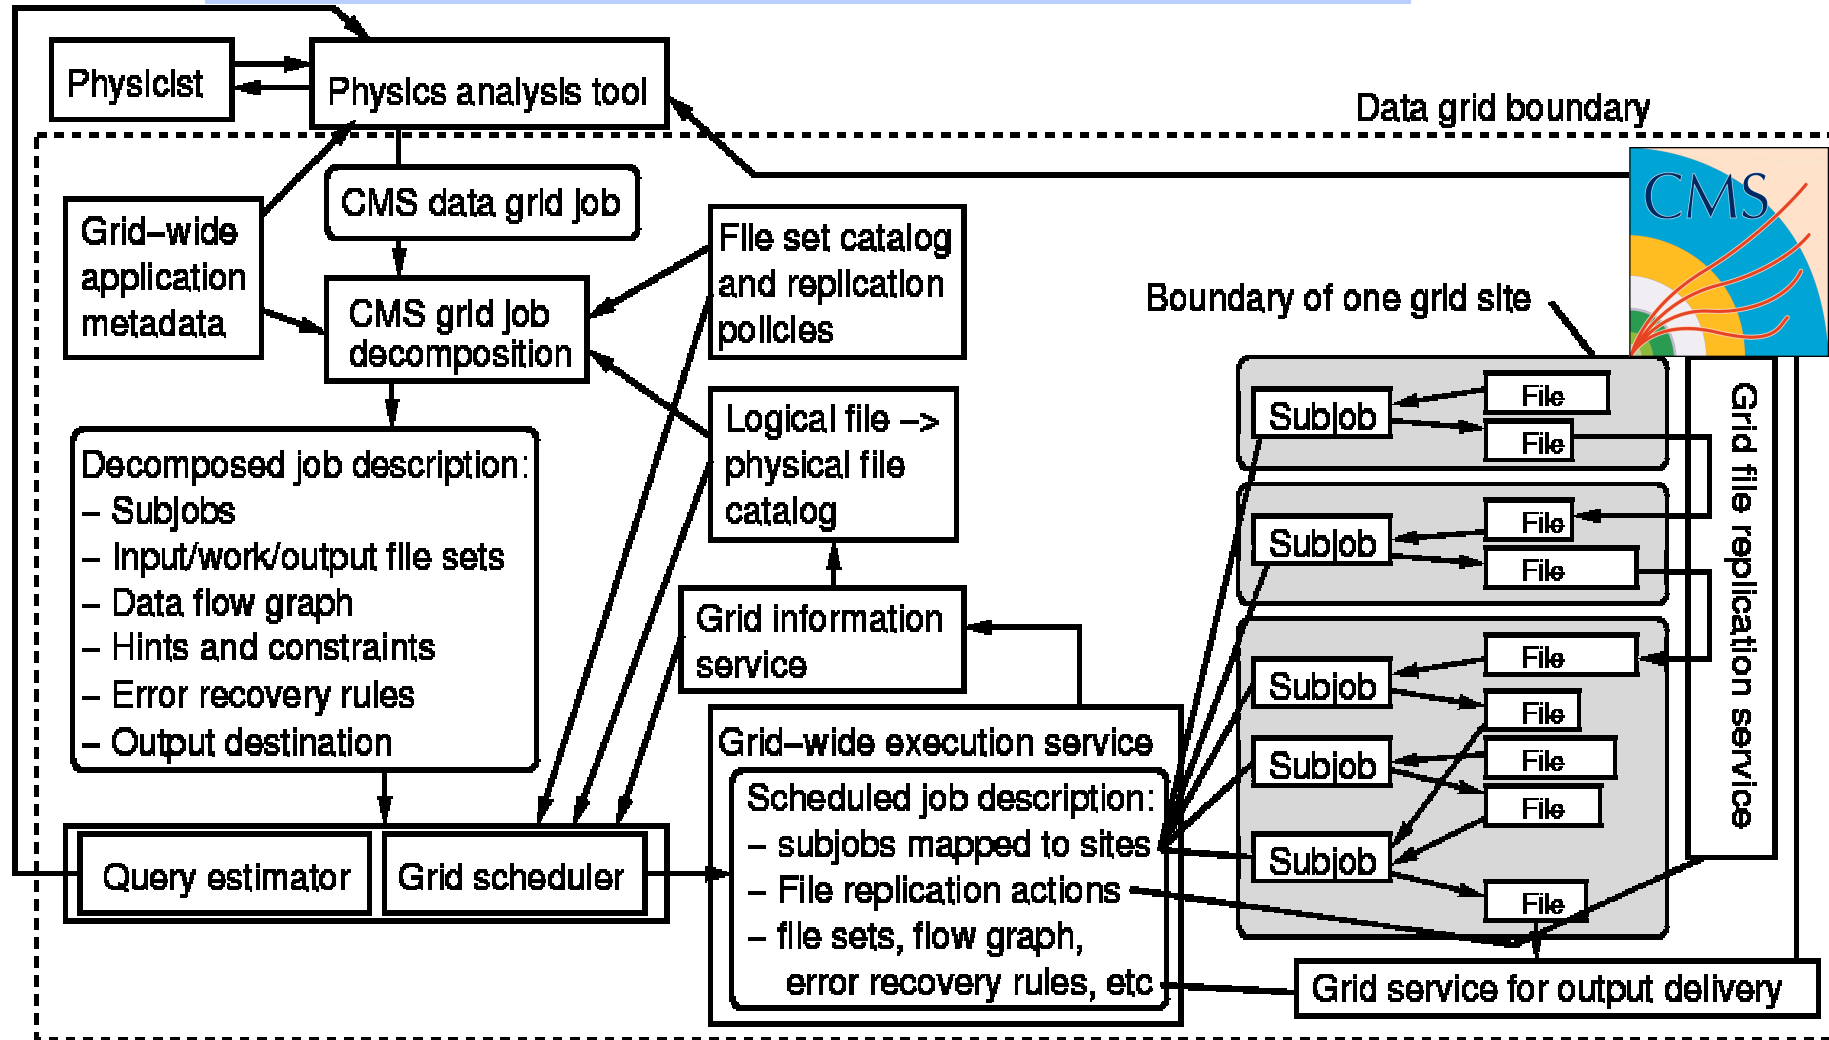 Physicist
Physics analysis tool
Data grid boundary
CMS
CMS data grid job
Grid–wide
application
metadata
File set catalog
and replication
policies
CMS grid job
decomposition
Boundary of one grid site
Logical file –>
physical file
catalog
Decomposed job description:
– Subjobs
– Input/work/output file sets
– Data flow graph
– Hints and constraints
– Error recovery rules
– Output destination
Grid information
service
Query estimator
Grid scheduler
Grid–wide execution service
Scheduled job description:
– subjobs mapped to sites
– File replication actions
– file sets, flow graph,
error recovery rules, etc
Subjob
File
File
Subjob
File
File
Subjob
File
File
Subjob
File
File
Subjob
File
Grid file replication service
Grid service for output delivery